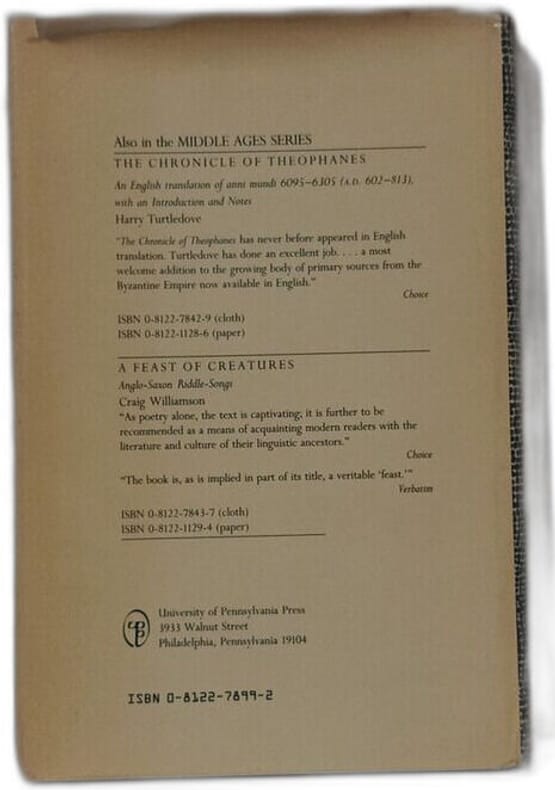 Also in the MIDDLE AGES SERIES
THE CHRONICLE OF THEOPHANES
An English translation of anni mundi 6095–6305 (A.D. 602–813),
with an Introduction and Notes
Harry Turtledove
"The Chronicle of Theophanes has never before appeared in English
translation. Turtledove has done an excellent job. . . . a most
welcome addition to the growing body of primary sources from the
Byzantine Empire now available in English."
Choice
ISBN 0-8122-7842-9 (cloth)
ISBN 0-8122-1128-6 (paper)
A FEAST OF CREATURES
Anglo-Saxon Riddle-Songs
Craig Williamson
"As poetry alone, the text is captivating; it is further to be
recommended as a means of acquainting modern readers with the
literature and culture of their linguistic ancestors."
Choice
"The book is, as is implied in part of its title, a veritable 'feast.'"
Verbatim
ISBN 0-8122-7843-7 (cloth)
ISBN 0-8122-1129-4 (paper)
University of Pennsylvania Press
3933 Walnut Street
Philadelphia, Pennsylvania 19104
ISBN 0-8122-7899-2